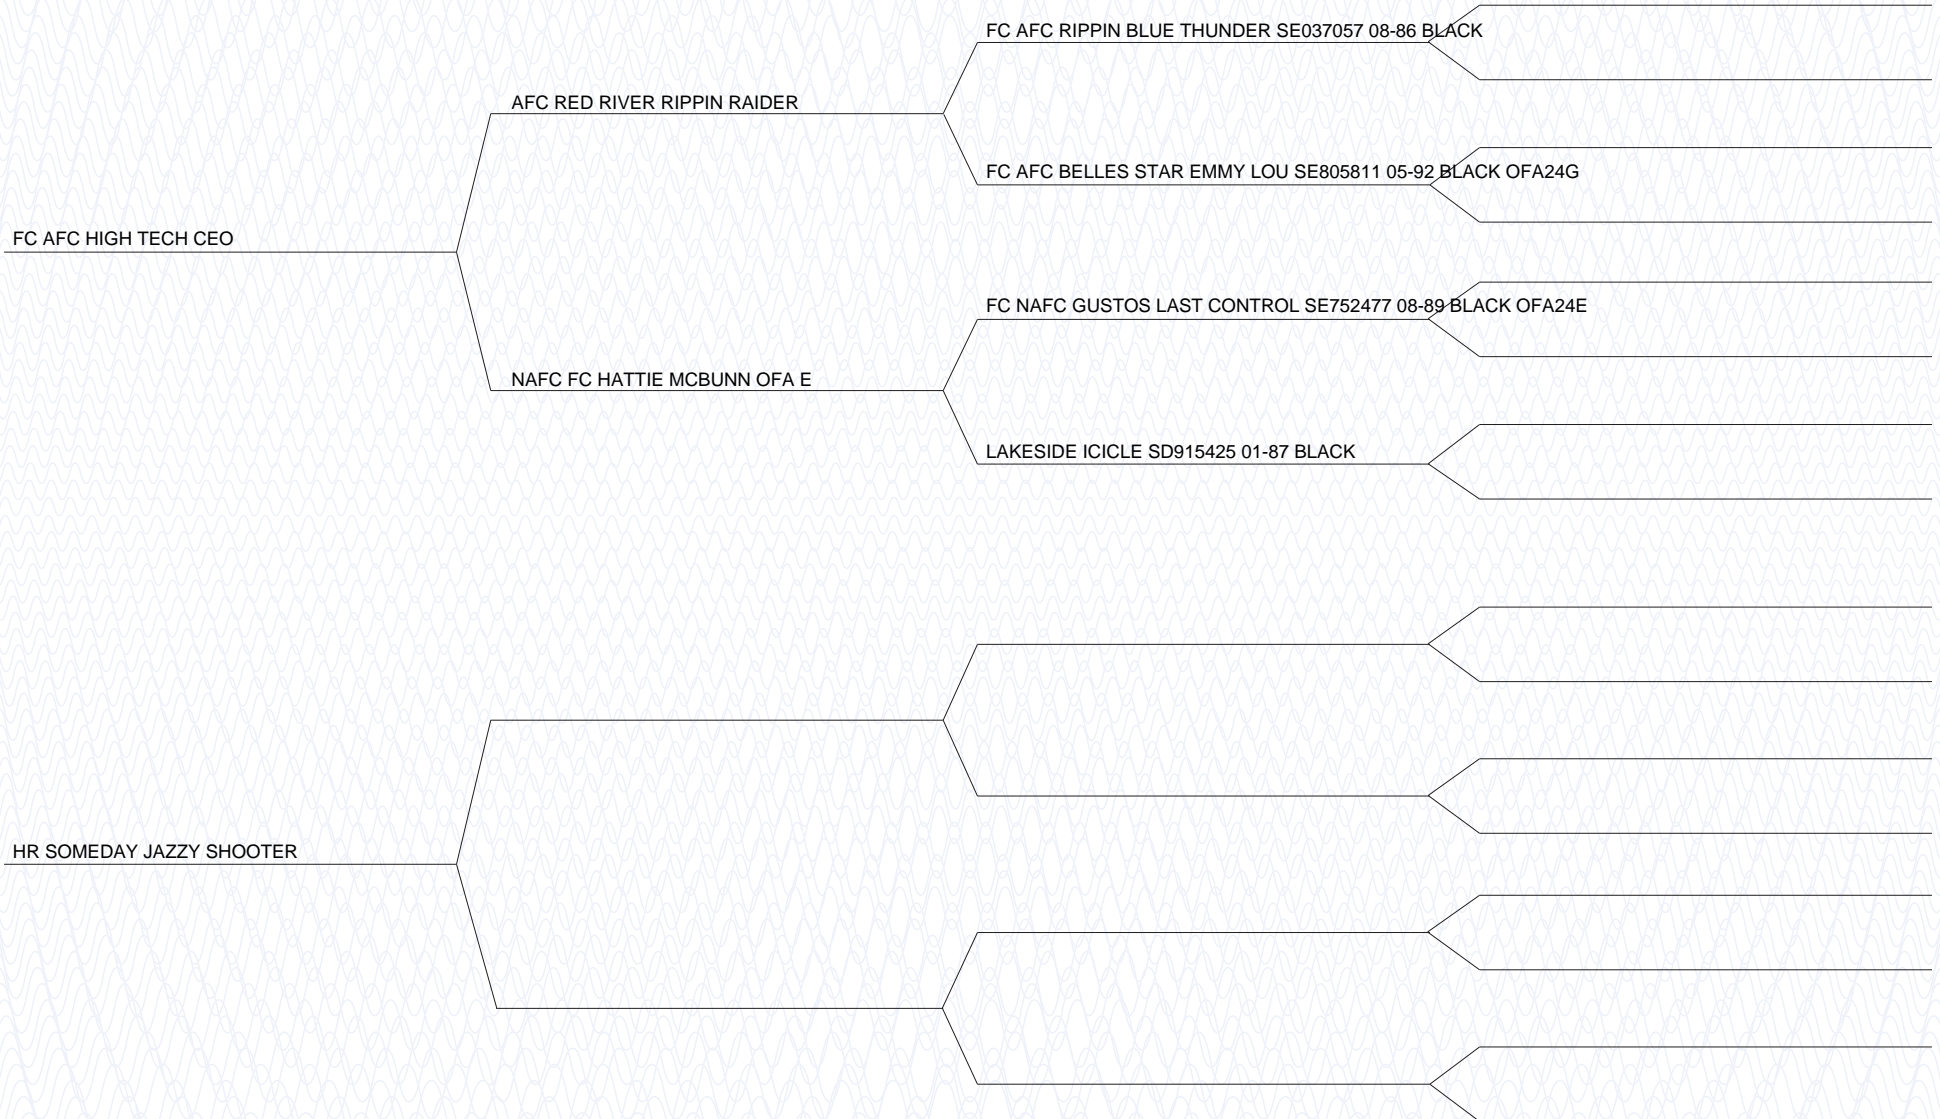 FC AFC RIPPIN BLUE THUNDER SE037057 08-86 BLACK
AFC RED RIVER RIPPIN RAIDER
FC AFC BELLES STAR EMMY LOU SE805811 05-92 BLACK OFA24G
FC AFC HIGH TECH CEO
FC NAFC GUSTOS LAST CONTROL SE752477 08-89 BLACK OFA24E
NAFC FC HATTIE MCBUNN OFA E
LAKESIDE ICICLE SD915425 01-87 BLACK
HR SOMEDAY JAZZY SHOOTER